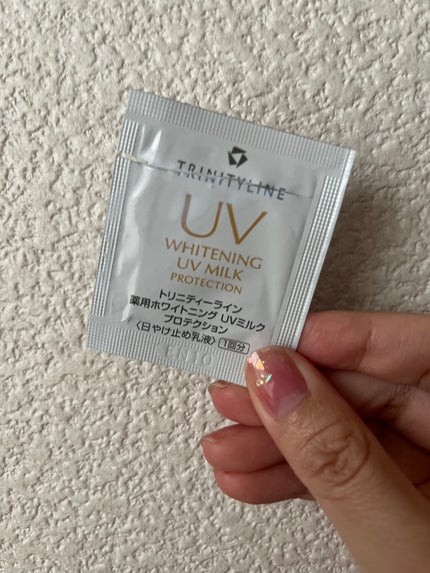 TRINITYLINE
UV
WHITENING
UV MILK
PROTECTION
トリニティーライン
薬用ホワイトニング UVミルク
プロテクション
〈日やけ止め乳液〉 1回分